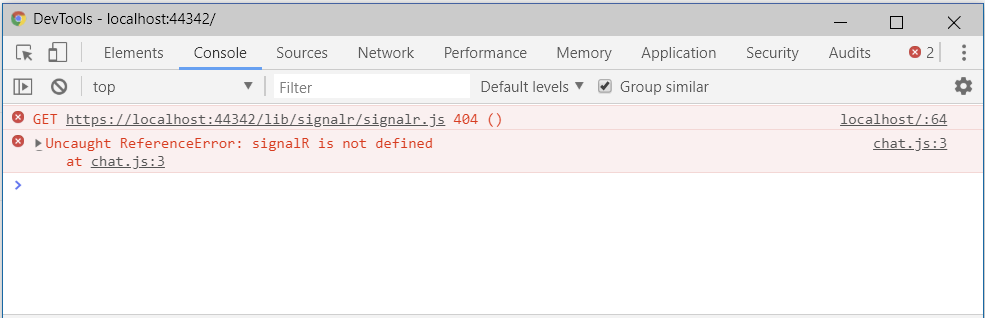 DevTools - localhost:44342/
Elements Console Sources Network Performance Memory Application Security Audits 2
top Filter Default levels Group similar
GET https://localhost:44342/lib/signalr/signalr.js 404 () localhost/:64
Uncaught ReferenceError: signalR is not defined chat.js:3
at chat.js:3